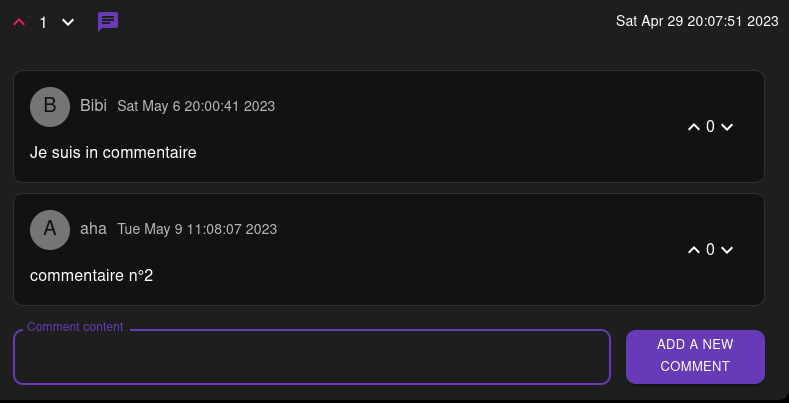 1 Sat Apr 29 20:07:51 2023
B Bibi Sat May 6 20:00:41 2023
0
Je suis in commentaire
A aha Tue May 9 11:08:07 2023
0
commentaire n°2
Comment content
ADD A NEW
COMMENT